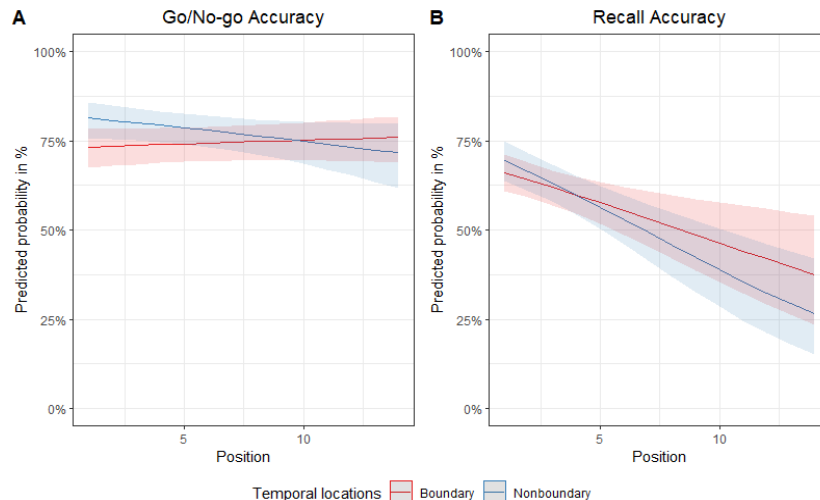 A
Go/No-go Accuracy
100%
75%
50%
25%
0%
Predicted probability in %
5
10
Position
B
Recall Accuracy
100%
75%
50%
25%
0%
Predicted probability in %
5
10
Position
Temporal locations Boundary Nonboundary